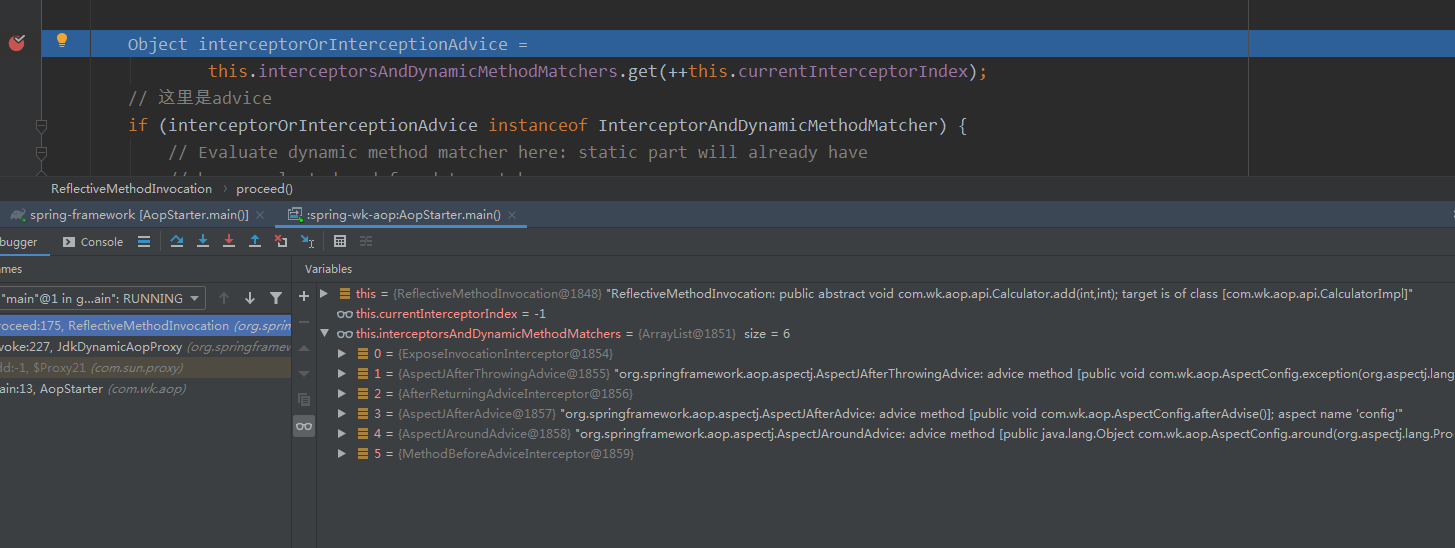 Object interceptorOrInterceptionAdvice =
this.interceptorsAndDynamicMethodMatchers.get(++this.currentInterceptorIndex);
// 这里是advice
if (interceptorOrInterceptionAdvice instanceof InterceptorAndDynamicMethodMatcher) {
// Evaluate dynamic method matcher here: static part will already have
ReflectiveMethodInvocation › proceed()
spring-framework [AopStarter.main()] ×
:spring-wk-aop:AopStarter.main() ×
bugger
Console
mes
Variables
"main"@1 in g...ain": RUNNING
roceed:175, ReflectiveMethodInvocation (org.sprin
voke:227, JdkDynamicAopProxy (org.springframew
dd:-1, $Proxy21 (com.sun.proxy)
ain:13, AopStarter (com.wk.aop)
this = {ReflectiveMethodInvocation@1848} "ReflectiveMethodInvocation: public abstract void com.wk.aop.api.Calculator.add(int,int); target is of class [com.wk.aop.api.CalculatorImpl]"
this.currentInterceptorIndex = -1
this.interceptorsAndDynamicMethodMatchers = {ArrayList@1851} size = 6
0 = {ExposeInvocationInterceptor@1854}
1 = {AspectJAfterThrowingAdvice@1855} "org.springframework.aop.aspectj.AspectJAfterThrowingAdvice: advice method [public void com.wk.aop.AspectConfig.exception(org.aspectj.lang
2 = {AfterReturningAdviceInterceptor@1856}
3 = {AspectJAfterAdvice@1857} "org.springframework.aop.aspectj.AspectJAfterAdvice: advice method [public void com.wk.aop.AspectConfig.afterAdvise()]; aspect name 'config'"
4 = {AspectJAroundAdvice@1858} "org.springframework.aop.aspectj.AspectJAroundAdvice: advice method [public java.lang.Object com.wk.aop.AspectConfig.around(org.aspectj.lang.Pro
5 = {MethodBeforeAdviceInterceptor@1859}